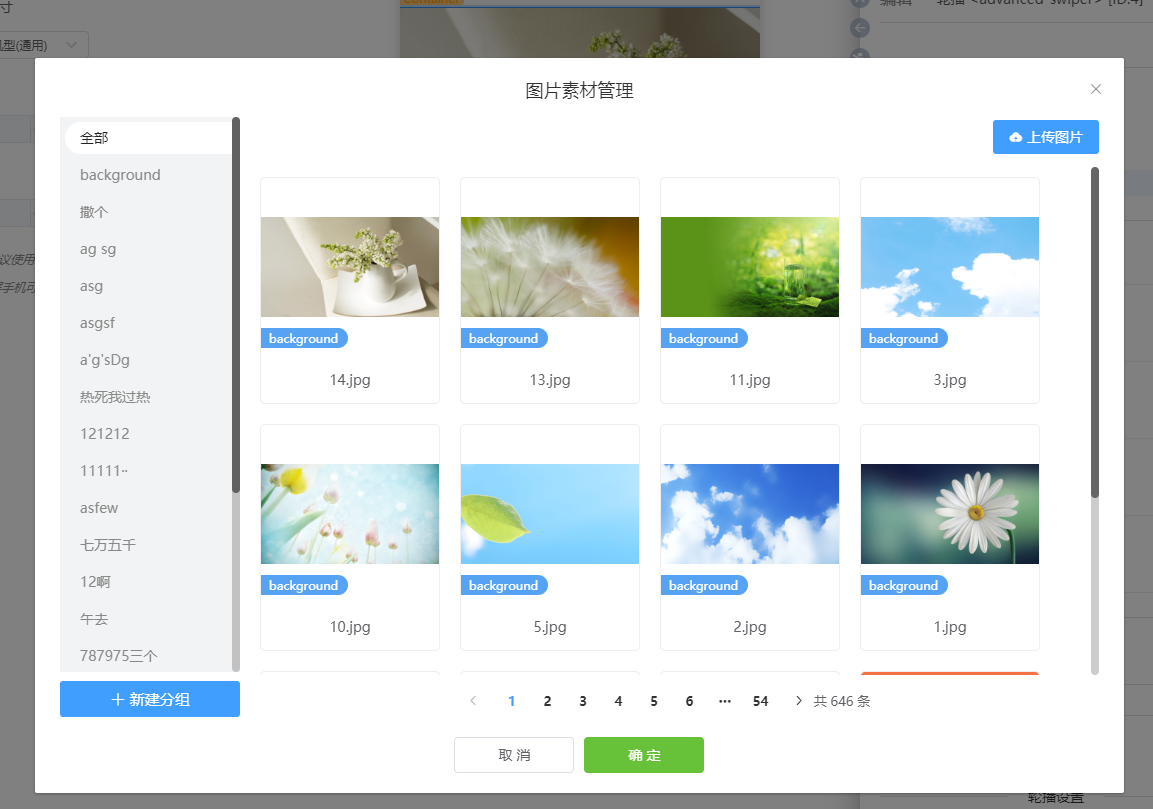 寸
container
编辑 轮播 <advanced-swiper> [ID:4]
机型(通用)
图片素材管理
上传图片
全部
background
撒个
ag sg
asg
asgsf
a'g'sDg
热死我过热
121212
11111··
asfew
七万五千
12啊
午去
787975三个
新建分组
议使用
手机可
background
14.jpg
background
13.jpg
background
11.jpg
background
3.jpg
background
10.jpg
background
5.jpg
background
2.jpg
background
1.jpg
1 2 3 4 5 6 ··· 54 共 646 条
取 消
确 定
轮播设置